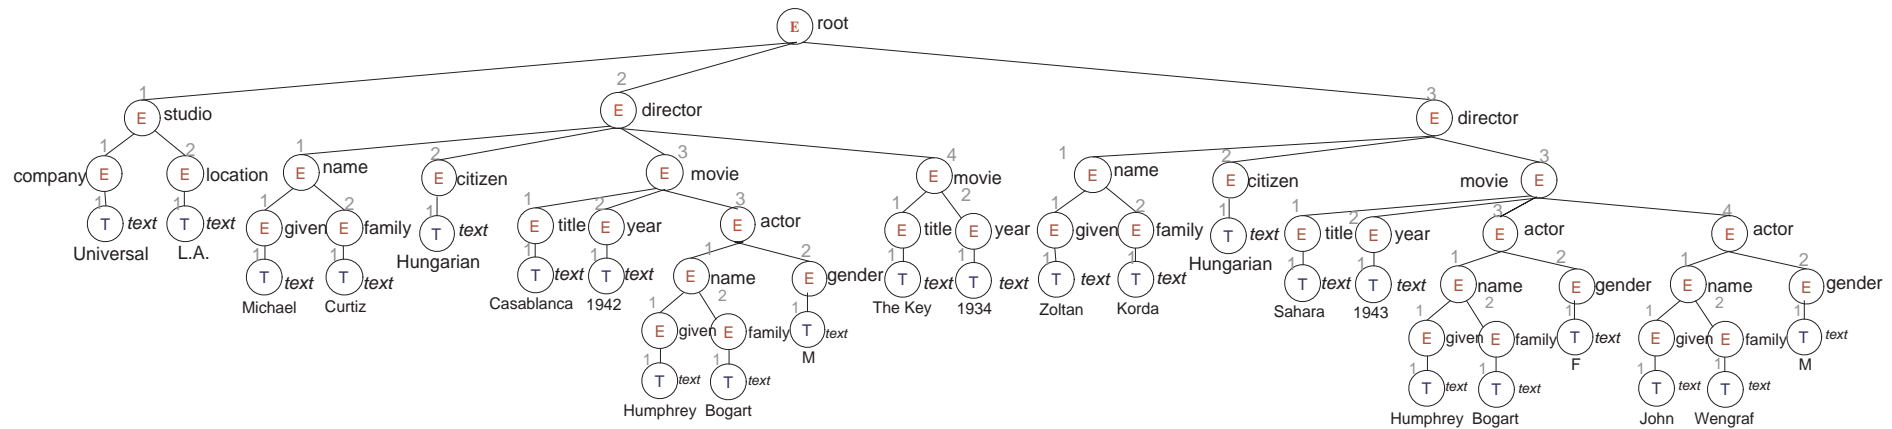 E root
1 2 3
E studio E director E director
1 2 1 2 3 4 1 2 3
company E E location E name E citizen E movie E movie E name E citizen movie E
1 1 1 2 1 1 2 3 1 2 1 2 1 1 2 3 4
T text T text E given E family T text E title E year E actor E title E year E given E family T text E title E year E actor E actor
Universal L.A. Hungarian Hungarian
1 1 1 1 1 2 1 1 1 1 1 1 1 2 1 2
T text T text T text T text E name E gender T text T text T text T text T text T text E name E gender E name E gender
Michael Curtiz Casablanca 1942 The Key 1934 Zoltan Korda Sahara 1943
1 2 1 1 2 1 1 2 1
E given E family T text E given E family T text E given E family T text
M F M
1 1 1 1 1 1
T text T text T text T text T text T text
Humphrey Bogart Humphrey Bogart John Wengraf